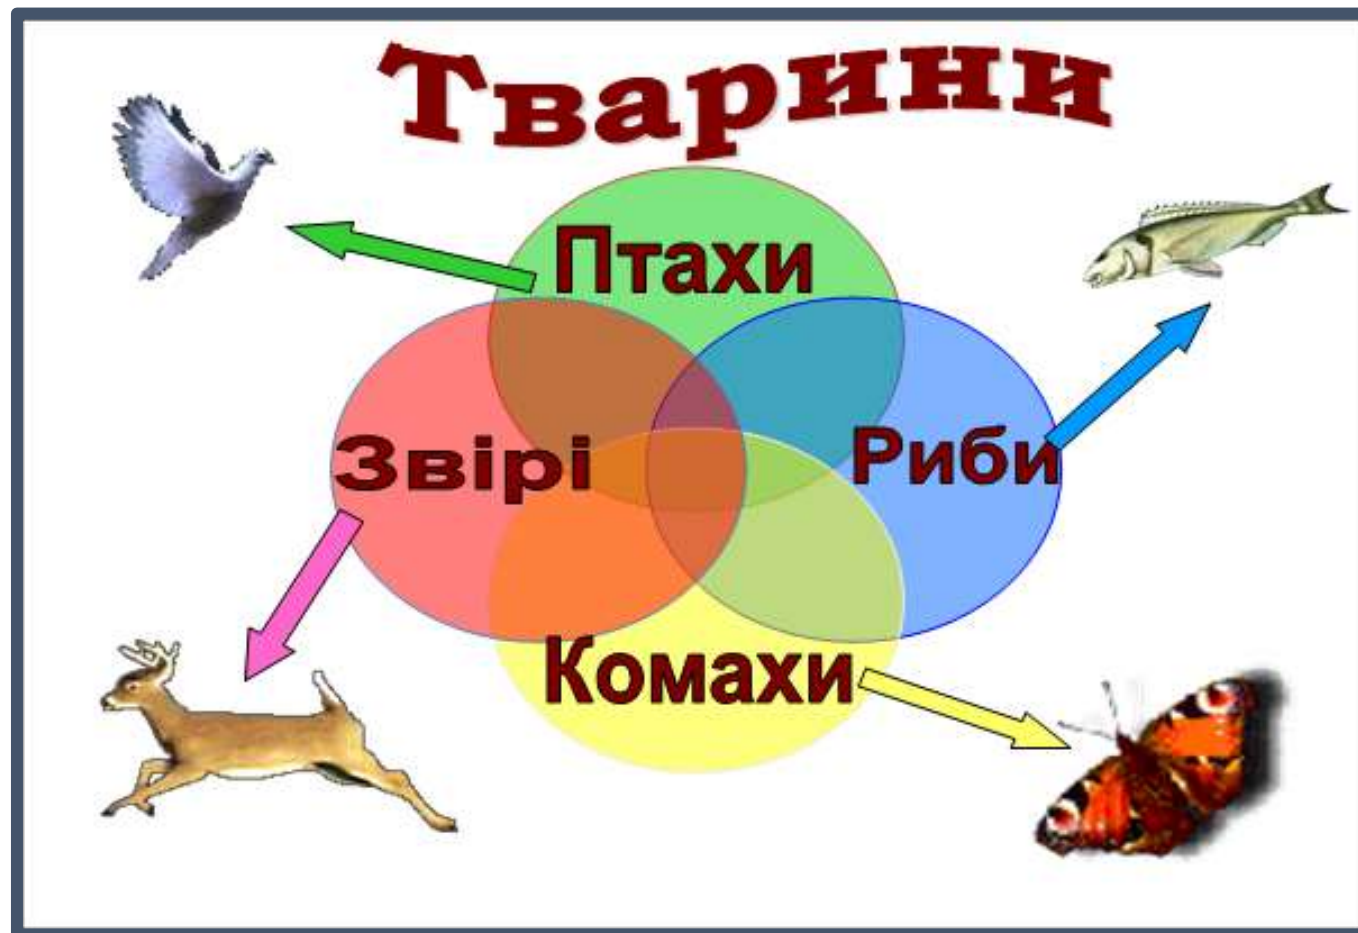 Тварини
Птахи
Звірі
Риби
Комахи